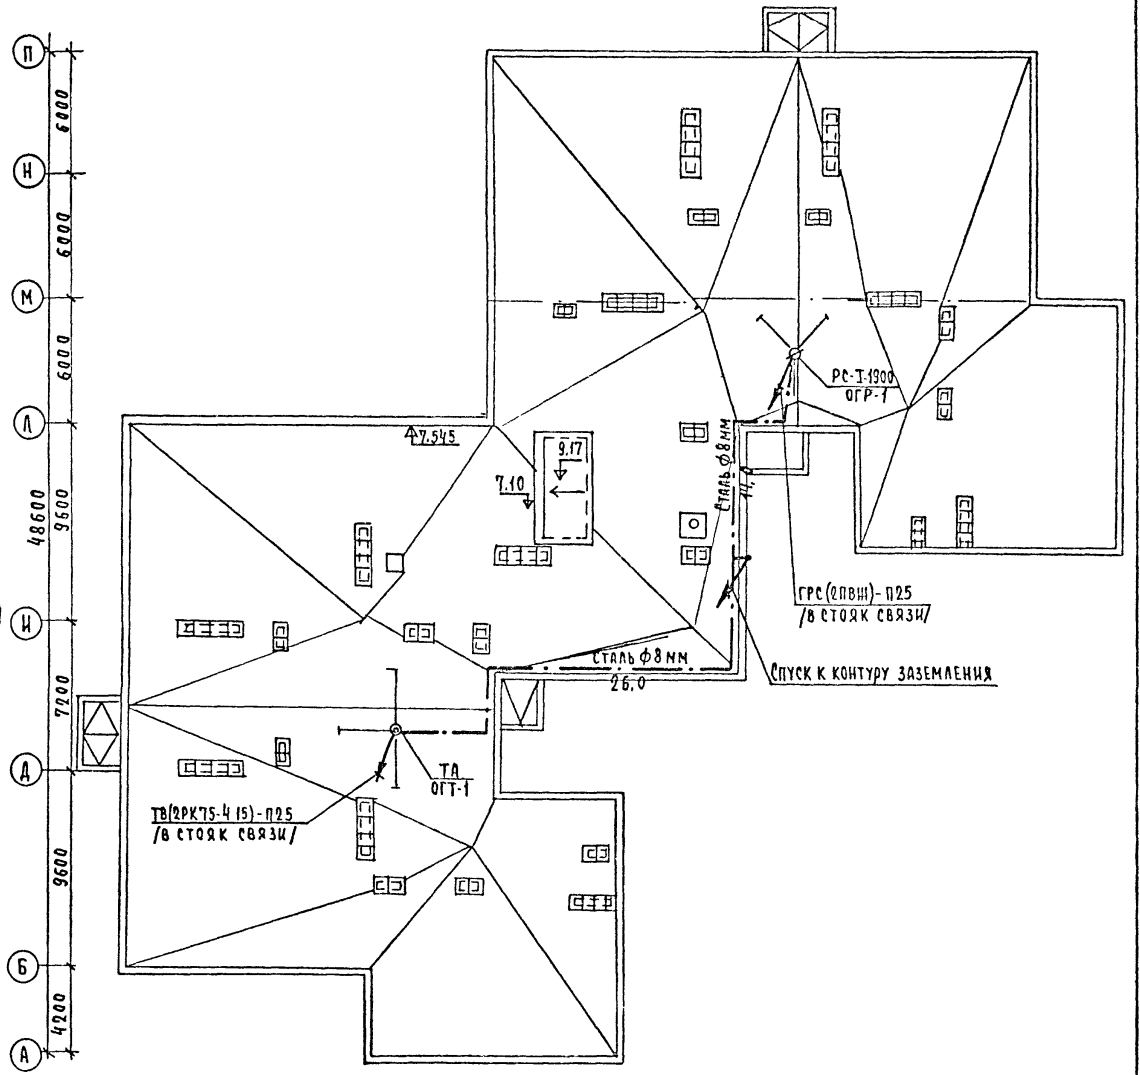 П
6000
Н
6000
М
6000
РС-I-1900
ОГР-1
Л
7.545
9.17
7.10
СТАЛЬ Ф8ММ
9600
48600
ГРС(2ПВЖ)-П25
/В СТОЯК СВЯЗИ/
И
СТАЛЬ Ф8ММ
26,0
СПУСК К КОНТУРУ ЗАЗЕМЛЕНИЯ
7200
Д
ТА
ОГТ-1
ТВ(2РК75-4 15)-П25
/В СТОЯК СВЯЗИ/
9600
Б
4200
А